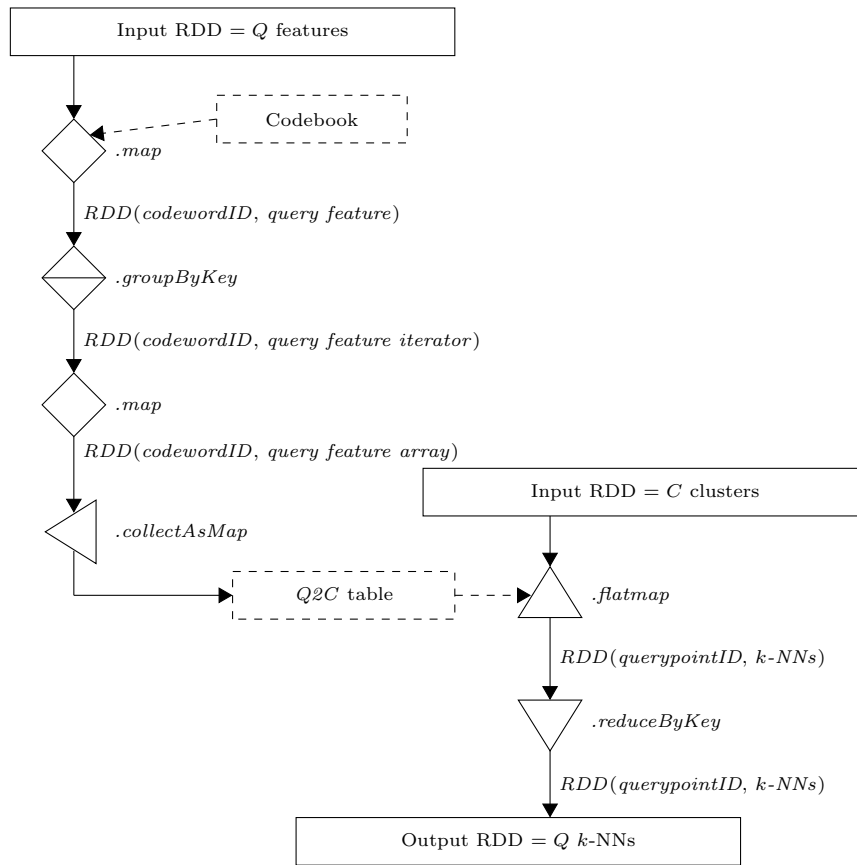 Input RDD = Q features
Codebook
.map
RDD(codewordID, query feature)
.groupByKey
RDD(codewordID, query feature iterator)
.map
RDD(codewordID, query feature array)
Input RDD = C clusters
.collectAsMap
Q2C table
.flatmap
RDD(querypointID, k-NNs)
.reduceByKey
RDD(querypointID, k-NNs)
Output RDD = Q k-NNs